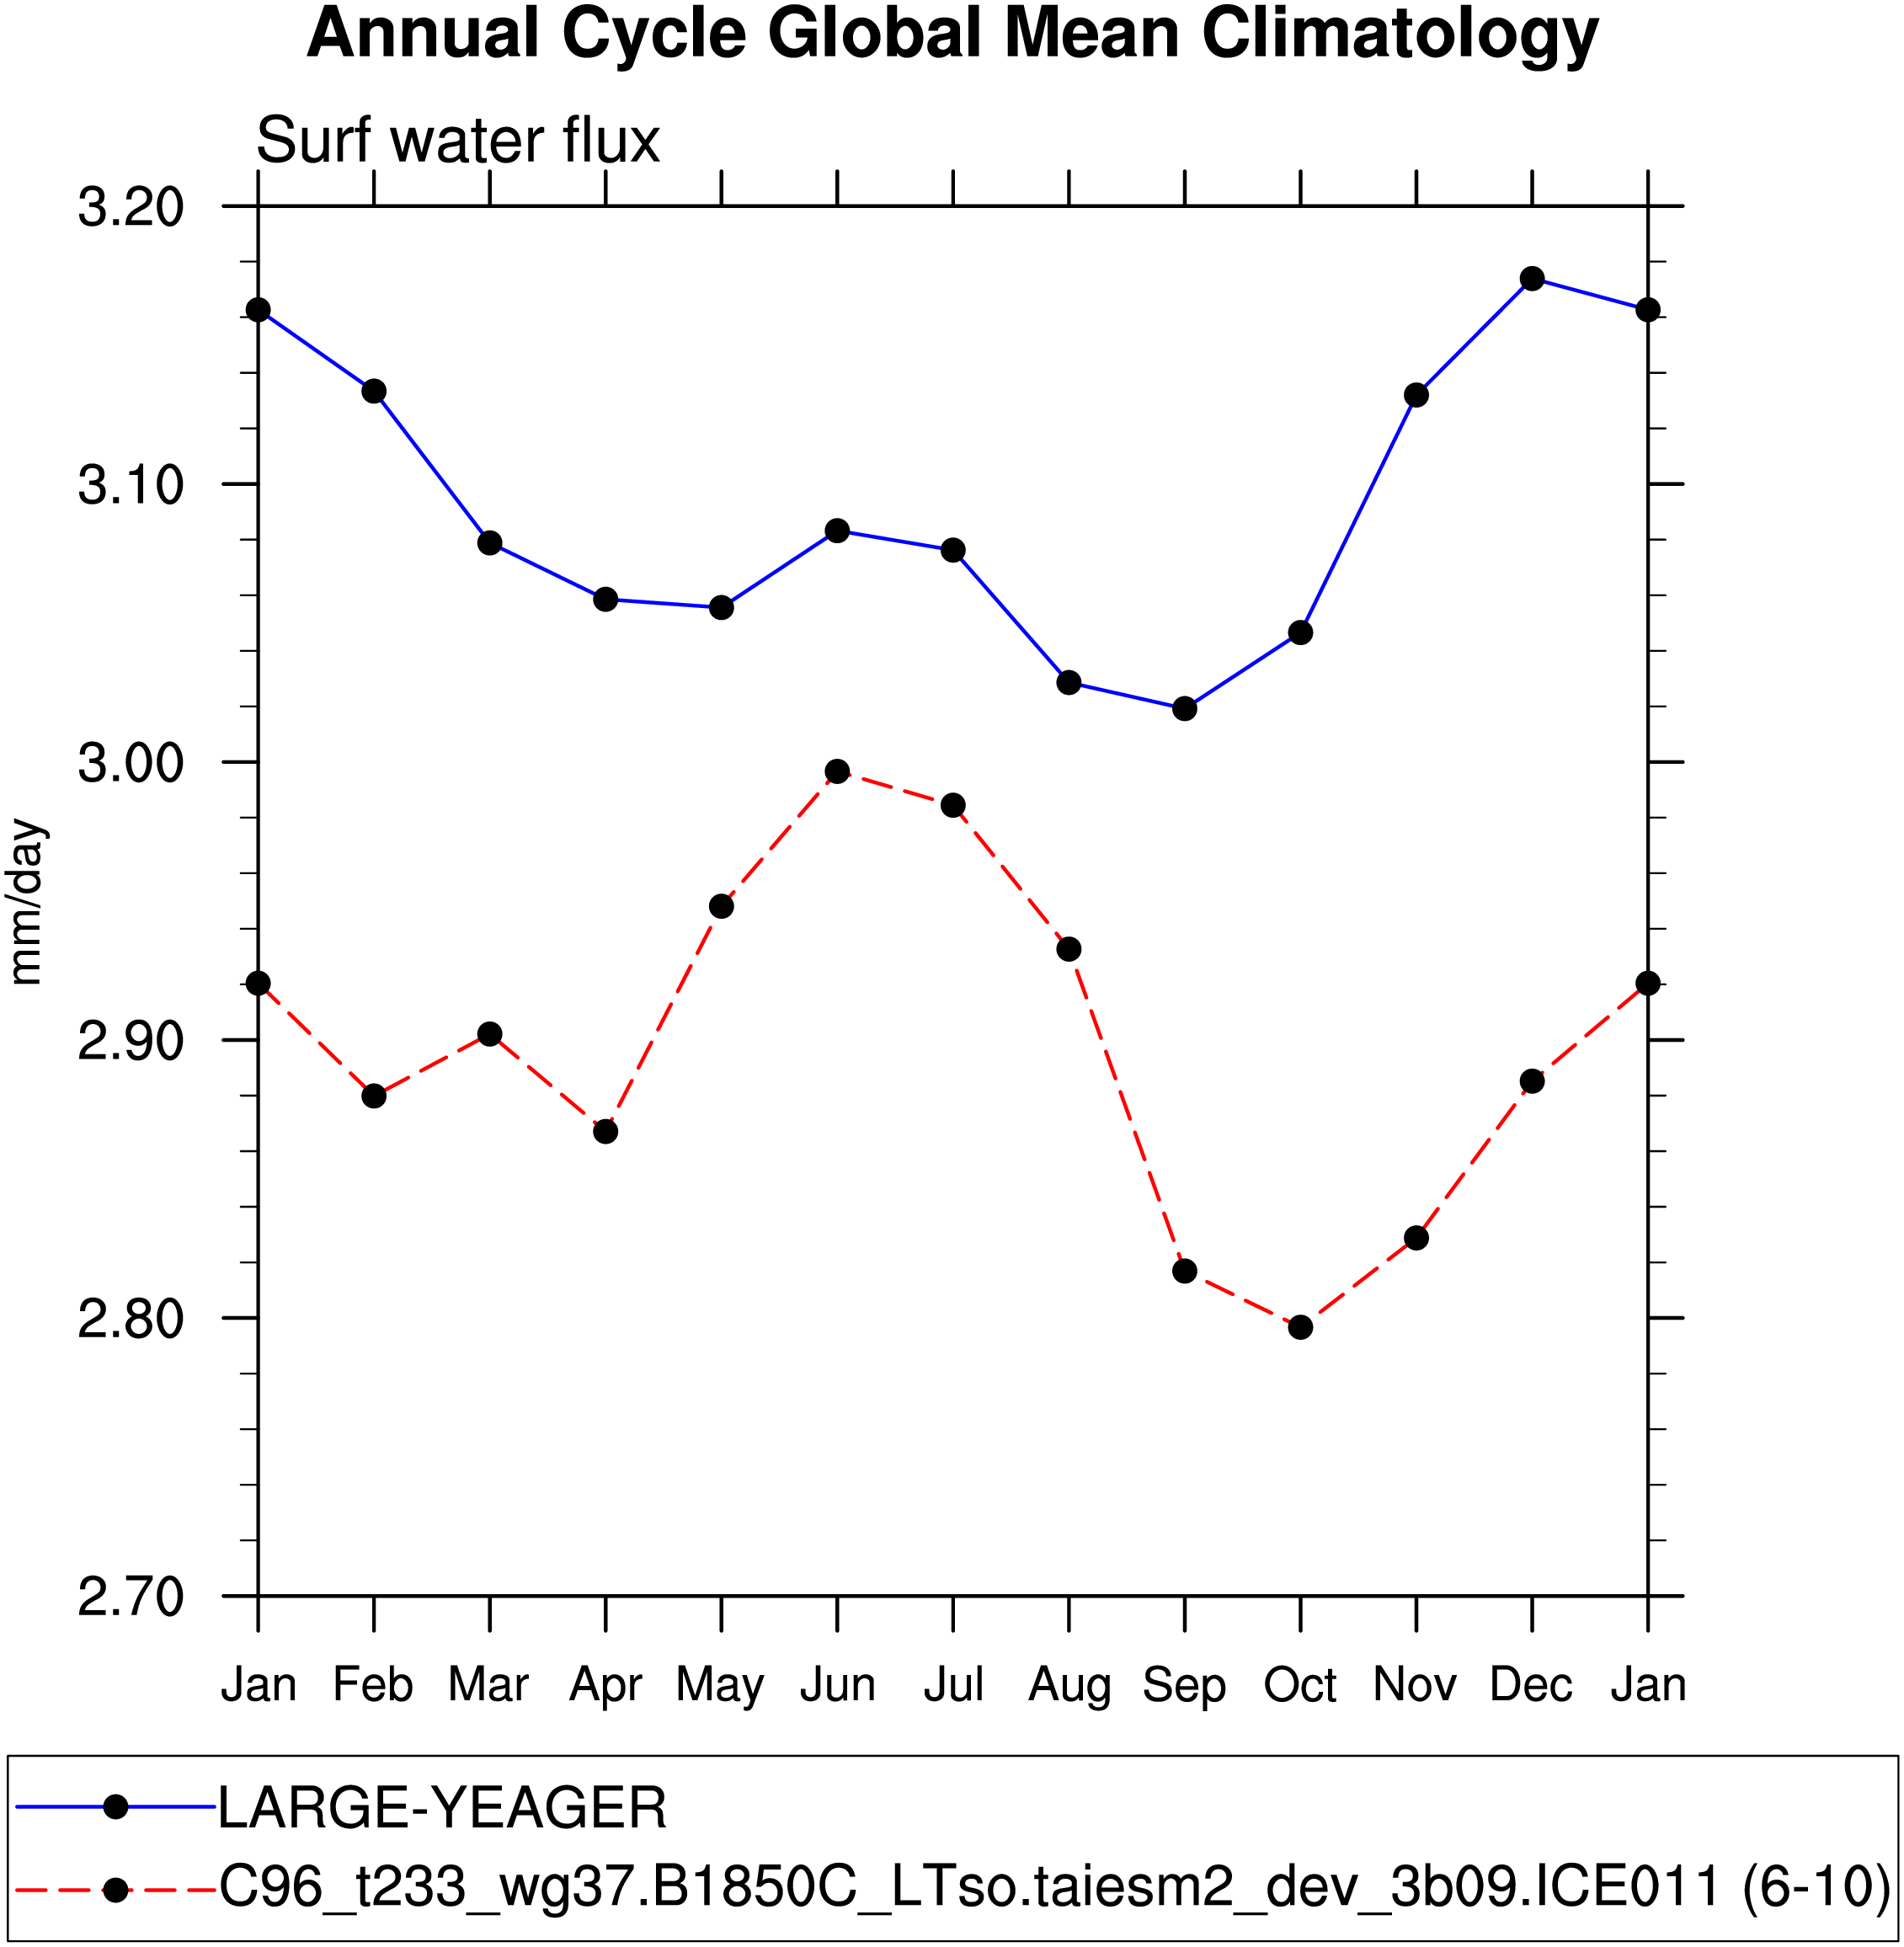 Annual Cycle Global Mean Climatology
Surf water flux
3.20
3.10
3.00
2.90
2.80
2.70
mm/day
Jan Feb Mar Apr May Jun Jul Aug Sep Oct Nov Dec Jan
LARGE-YEAGER
C96_t233_wg37.B1850C_LTso.taiesm2_dev_3b09.ICE011 (6-10)